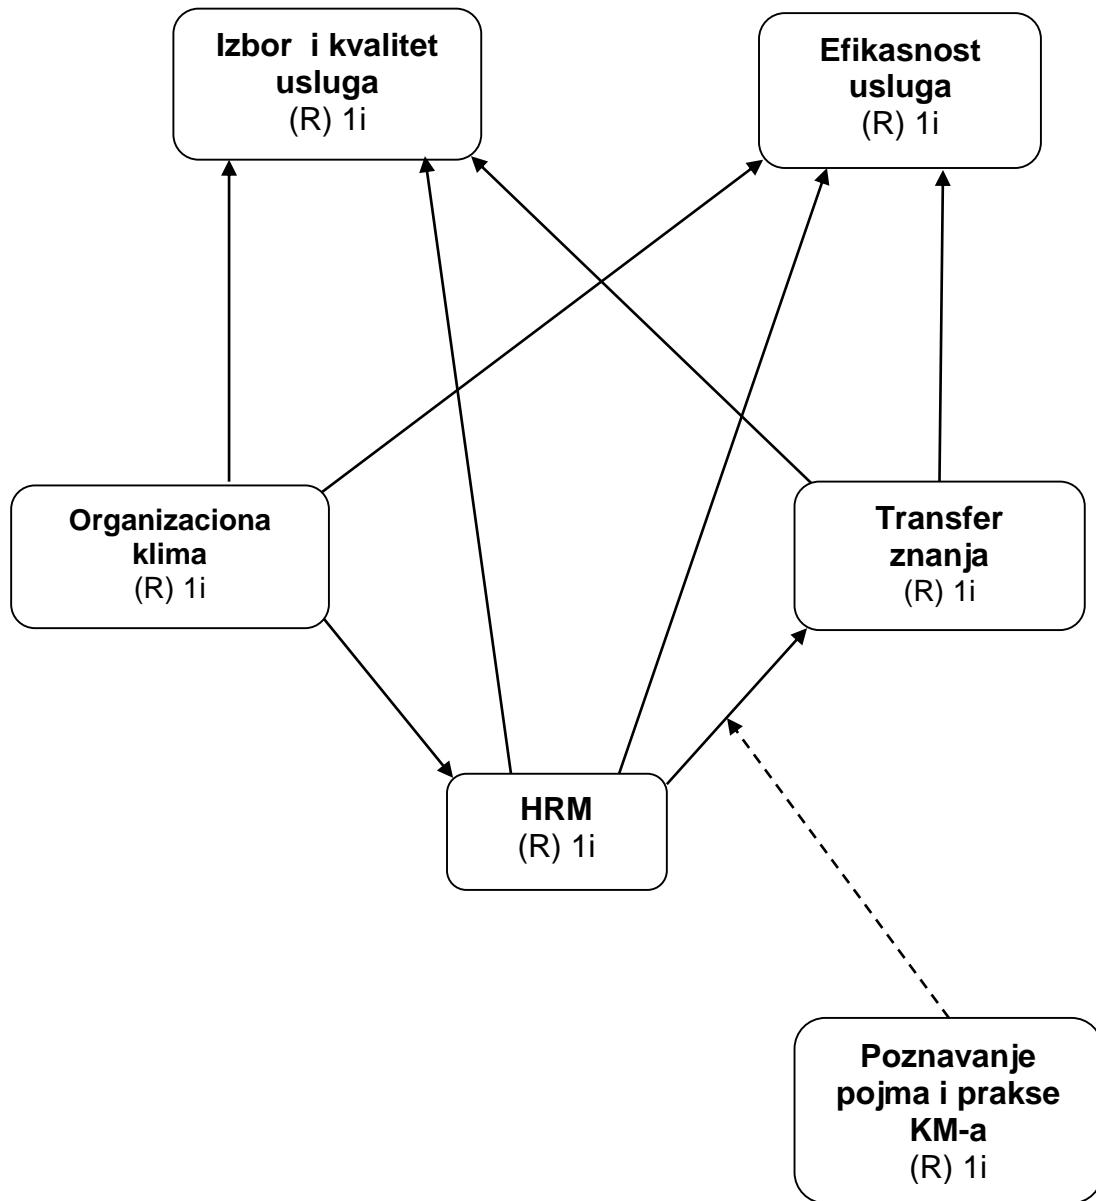 Izbor i kvalitet
usluga
(R) 1i
Efikasnost
usluga
(R) 1i
Organizaciona
klima
(R) 1i
Transfer
znanja
(R) 1i
HRM
(R) 1i
Poznavanje
pojma i prakse
KM-a
(R) 1i